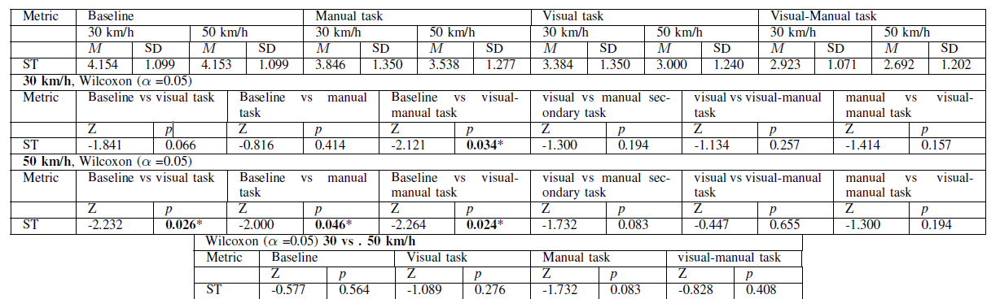 Metric Baseline Manual task Visual task Visual-Manual task
30 km/h 50 km/h 30 km/h 50 km/h 30 km/h 50 km/h 30 km/h 50 km/h
M SD M SD M SD M SD M SD M SD M SD M SD
ST 4.154 1.099 4.153 1.099 3.846 1.350 3.538 1.277 3.384 1.350 3.000 1.240 2.923 1.071 2.692 1.202
30 km/h, Wilcoxon (α =0.05)
Metric Baseline vs visual task Baseline vs manual Baseline vs visual- visual vs manual sec- visual vs visual-manual manual vs visual-
task manual task ondary task task manual task
Z p Z p Z p Z p Z p Z p
ST -1.841 0.066 -0.816 0.414 -2.121 0.034* -1.300 0.194 -1.134 0.257 -1.414 0.157
50 km/h, Wilcoxon (α =0.05)
Metric Baseline vs visual task Baseline vs manual Baseline vs visual- visual vs manual sec- visual vs visual-manual manual vs visual-
task manual task ondary task task manual task
Z p Z p Z p Z p Z p Z p
ST -2.232 0.026* -2.000 0.046* -2.264 0.024* -1.732 0.083 -0.447 0.655 -1.300 0.194
Wilcoxon (α =0.05) 30 vs . 50 km/h
Metric Baseline Visual task Manual task visual-manual task
Z p Z p Z p Z p
ST -0.577 0.564 -1.089 0.276 -1.732 0.083 -0.828 0.408